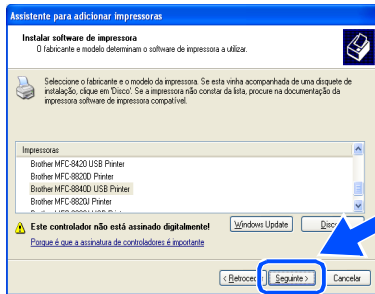 Assistente para adicionar impressoras
Instalar software de impressora
O fabricante e modelo determinam o software de impressora a utilizar.
Seleccione o fabricante e o modelo da impressora. Se esta vinha acompanhada de uma disquete de
instalação, clique em 'Disco'. Se a impressora não constar da lista, procure na documentação da
impressora software de impressora compatível.
Impressoras
Brother MFC-8420 USB Printer
Brother MFC-8820D Printer
Brother MFC-8840D USB Printer
Brother MFC-8820J Printer
Este controlador não está assinado digitalmente!
Windows Update
Porque é que a assinatura de controladores é importante
< Retroceder
Seguinte >
Cancelar